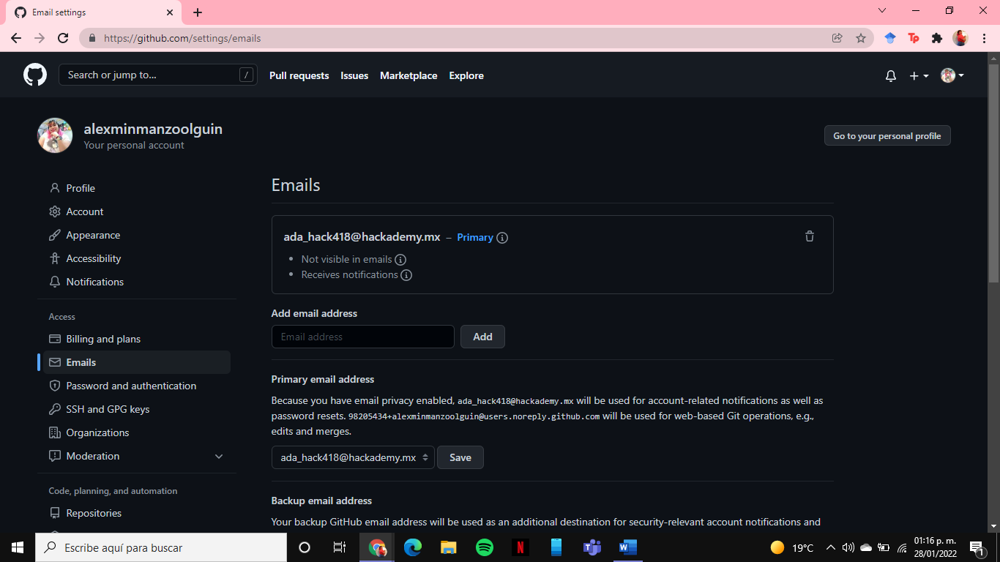 Email settings
https://github.com/settings/emails
Tp
Search or jump to...
/
Pull requests
Issues
Marketplace
Explore
alexminmanzoolguin
Your personal account
Go to your personal profile
Profile
Account
Appearance
Accessibility
Notifications
Access
Billing and plans
Emails
Password and authentication
SSH and GPG keys
Organizations
Moderation
Code, planning, and automation
Repositories
Emails
ada_hack418@hackademy.mx – Primary
Not visible in emails
Receives notifications
Add email address
Email address
Add
Primary email address
Because you have email privacy enabled, ada_hack418@hackademy.mx will be used for account-related notifications as well as
password resets. 98205434+alexminmanzoolguin@users.noreply.github.com will be used for web-based Git operations, e.g.,
edits and merges.
ada_hack418@hackademy.mx
Save
Backup email address
Your backup GitHub email address will be used as an additional destination for security-relevant account notifications and
Escribe aquí para buscar
19°C
01:16 p. m.
28/01/2022
1